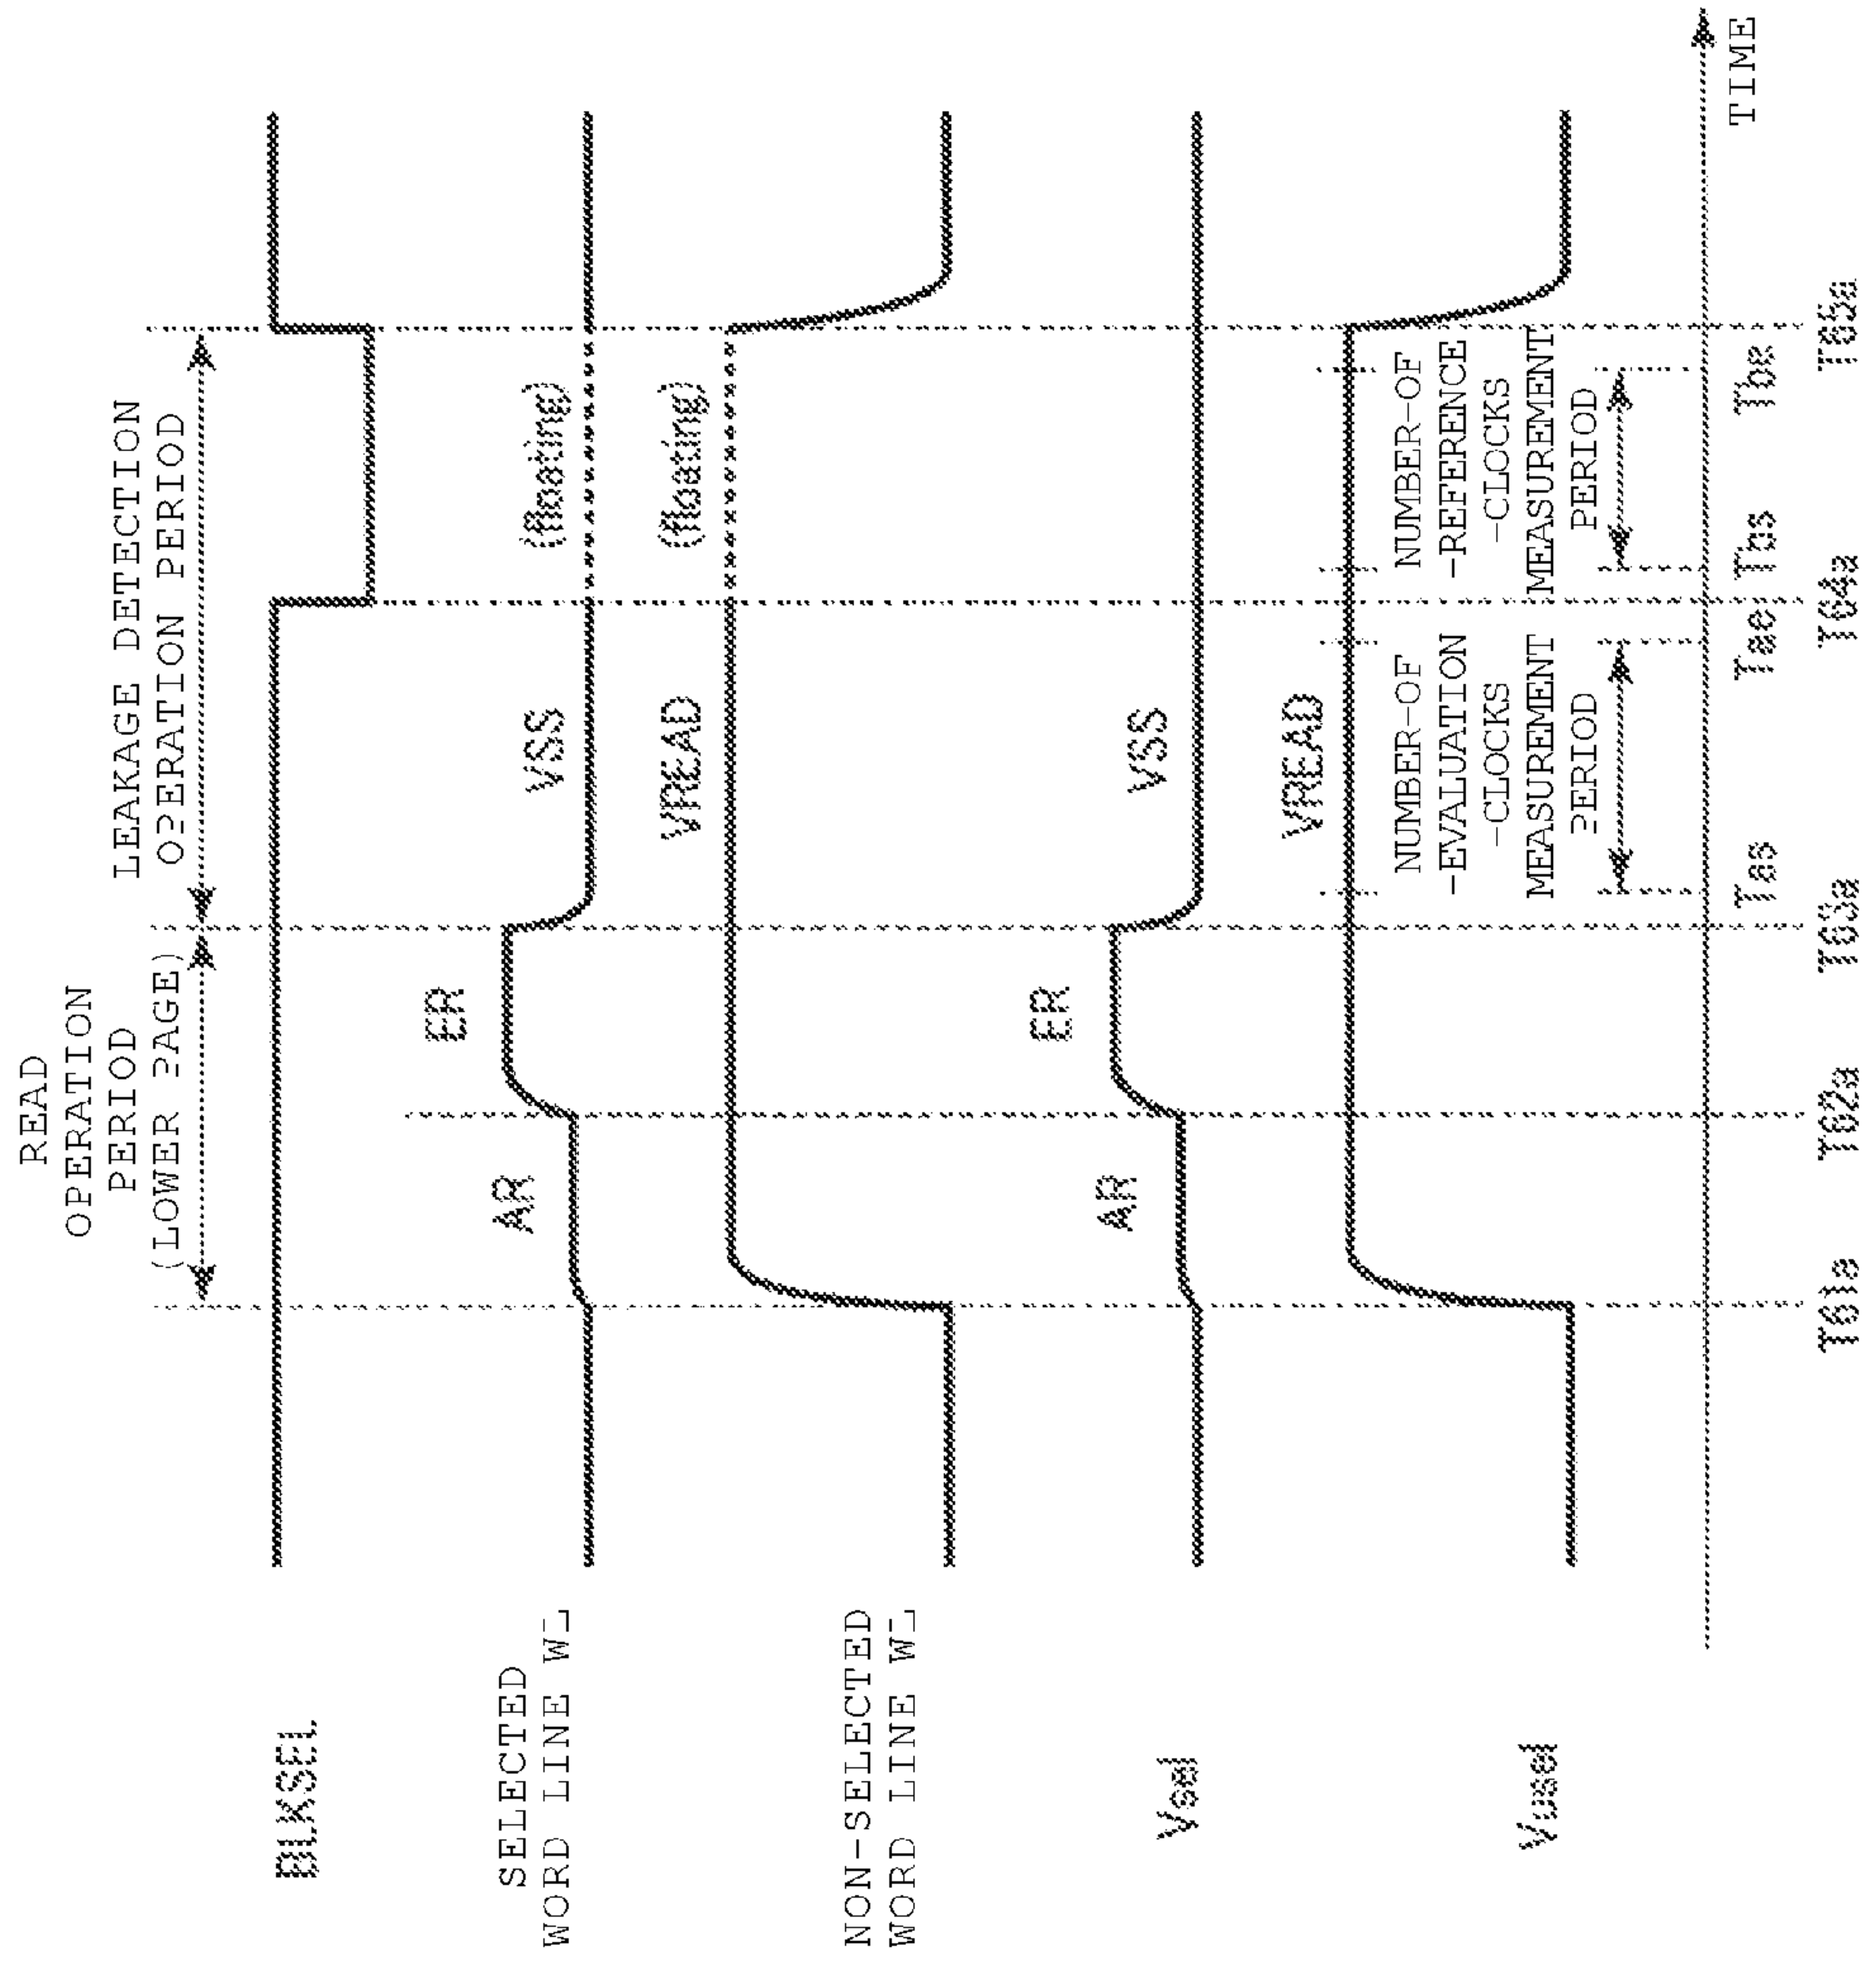 READ
OPERATION
PERIOD
(LOWER PAGE)
LEAKAGE DETECTION
OPERATION PERIOD
BLKSEL
SELECTED
WORD LINE WL
AR
ER
VSS
(floating)
NON-SELECTED
WORD LINE WL
VREAD
(floating)
Vsel
AR
ER
VSS
Vusel
VREAD
NUMBER-OF
-EVALUATION
-CLOCKS
MEASUREMENT
PERIOD
NUMBER-OF
-REFERENCE
-CLOCKS
MEASUREMENT
PERIOD
TIME
Tas
Tae
Tbs
Tbe
T61a
T62a
T63a
T64a
T65a